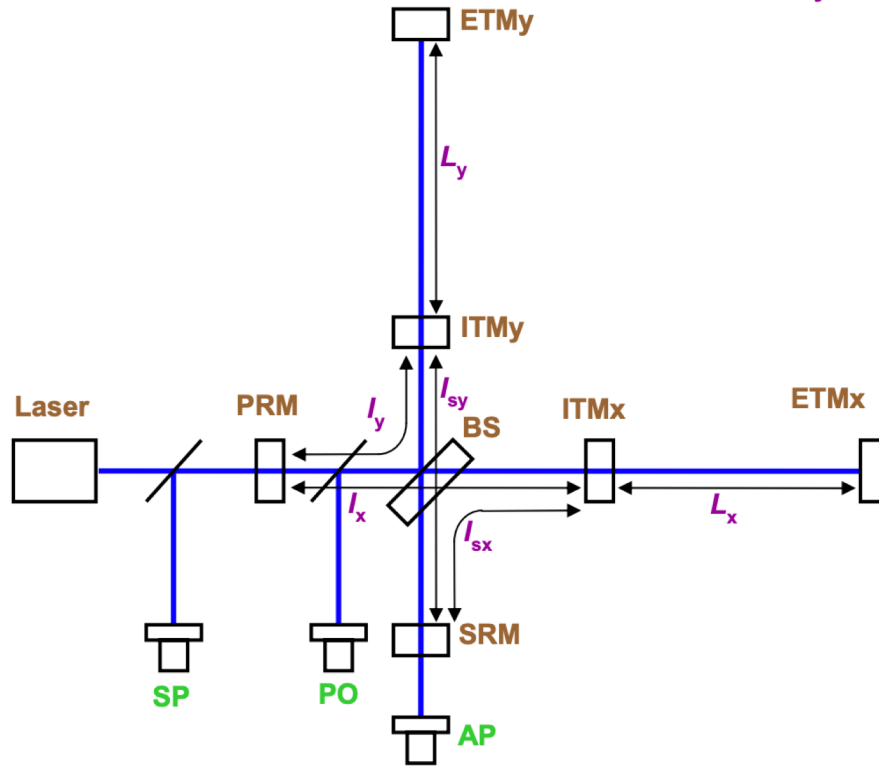 y
ETMy
Ly
ITMy
Laser
PRM
ly
lsy
BS
ITMx
ETMx
lx
lsx
Lx
SRM
SP
PO
AP